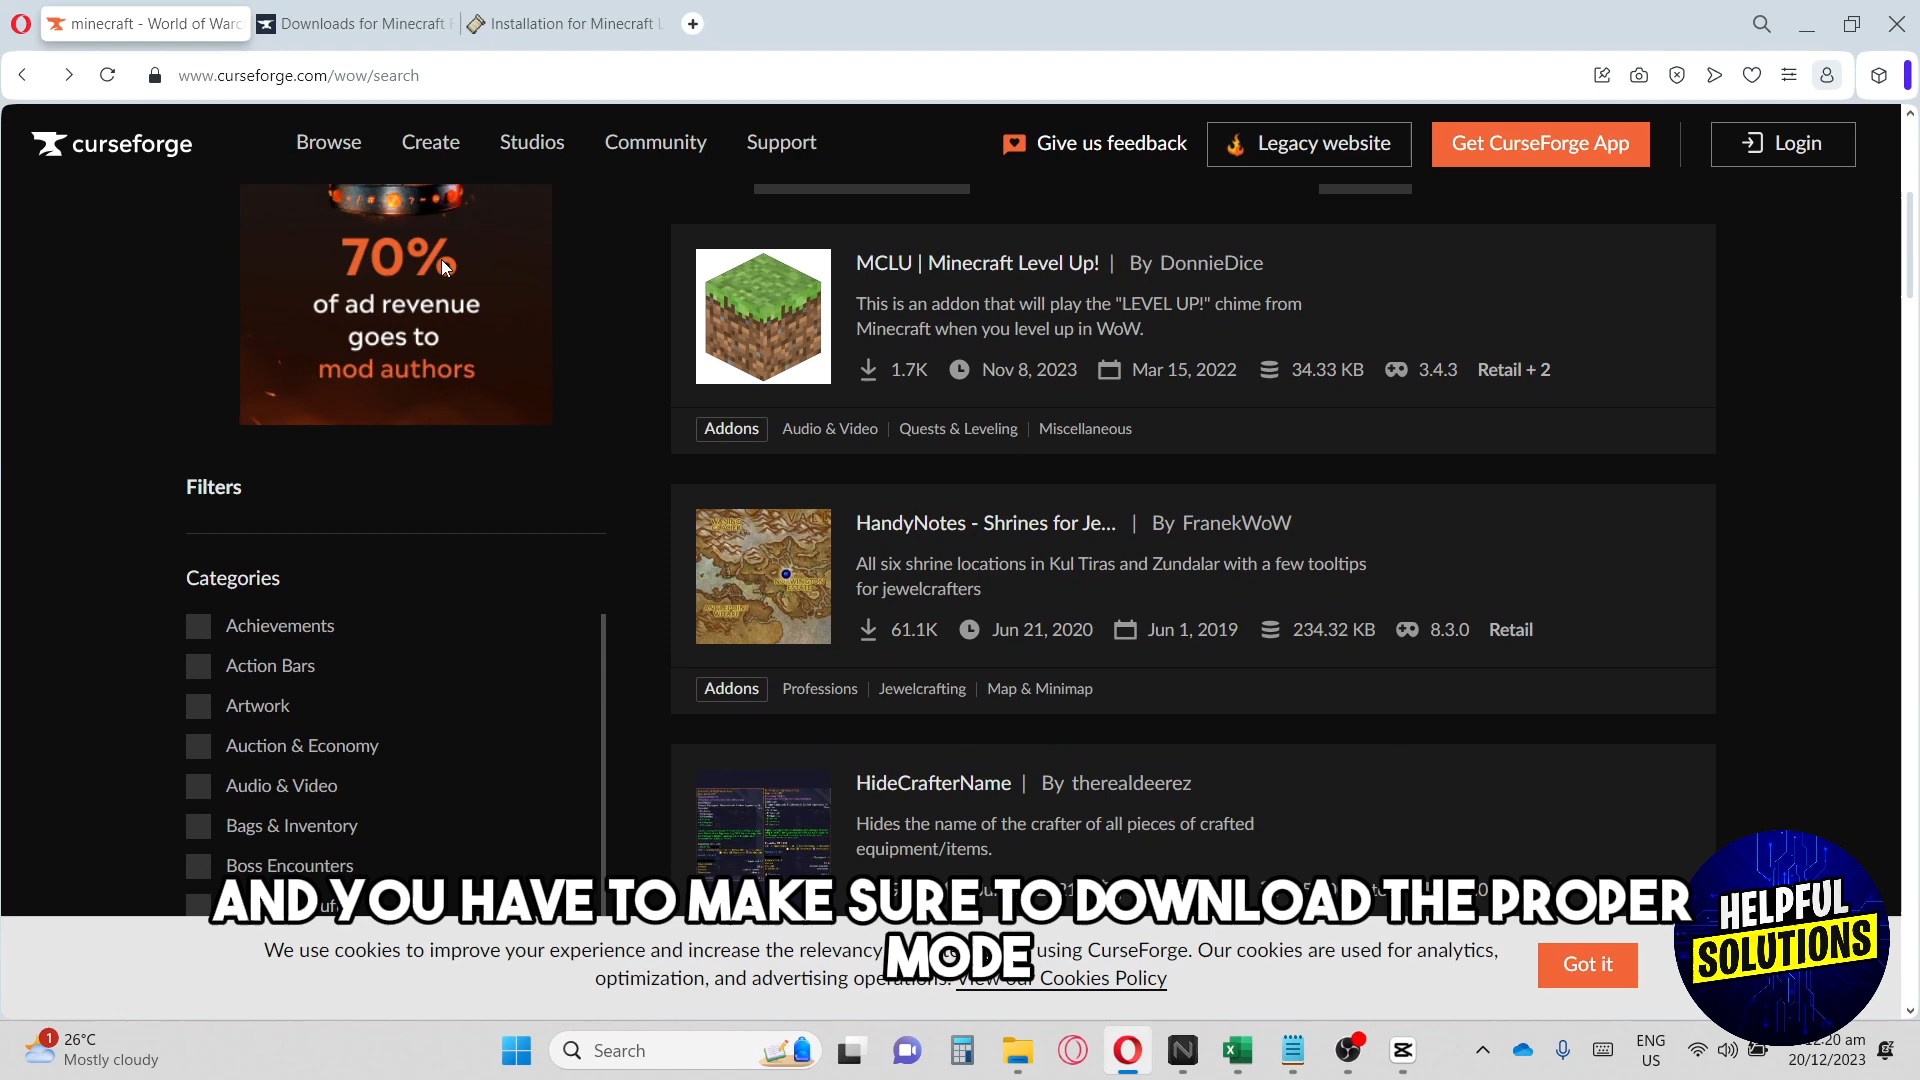 minecraft - World of Warc
Downloads for Minecraft F
Installation for Minecraft L
www.curseforge.com/wow/search
curseforge
Browse
Create
Studios
Community
Support
Give us feedback
Legacy website
Get CurseForge App
Login
70%
of ad revenue
goes to
mod authors
MCLU | Minecraft Level Up! | By DonnieDice
This is an addon that will play the "LEVEL UP!" chime from
Minecraft when you level up in WoW.
1.7K Nov 8, 2023 Mar 15, 2022 34.33 KB 3.4.3 Retail + 2
Addons Audio & Video | Quests & Leveling | Miscellaneous
HandyNotes - Shrines for Je... | By FranekWoW
All six shrine locations in Kul Tiras and Zundalar with a few tooltips
for jewelcrafters
61.1K Jun 21, 2020 Jun 1, 2019 234.32 KB 8.3.0 Retail
Addons Professions | Jewelcrafting | Map & Minimap
HideCrafterName | By therealdeerez
Hides the name of the crafter of all pieces of crafted
equipment/items.
Filters
Categories
Achievements
Action Bars
Artwork
Auction & Economy
Audio & Video
Bags & Inventory
Boss Encounters
AND YOU HAVE TO MAKE SURE TO DOWNLOAD THE PROPER
MODE
We use cookies to improve your experience and increase the relevancy using CurseForge. Our cookies are used for analytics,
optimization, and advertising operations. View our Cookies Policy
Got it
HELPFUL
SOLUTIONS
1
26°C
Mostly cloudy
Search
ENG
US
12:20 am
20/12/2023